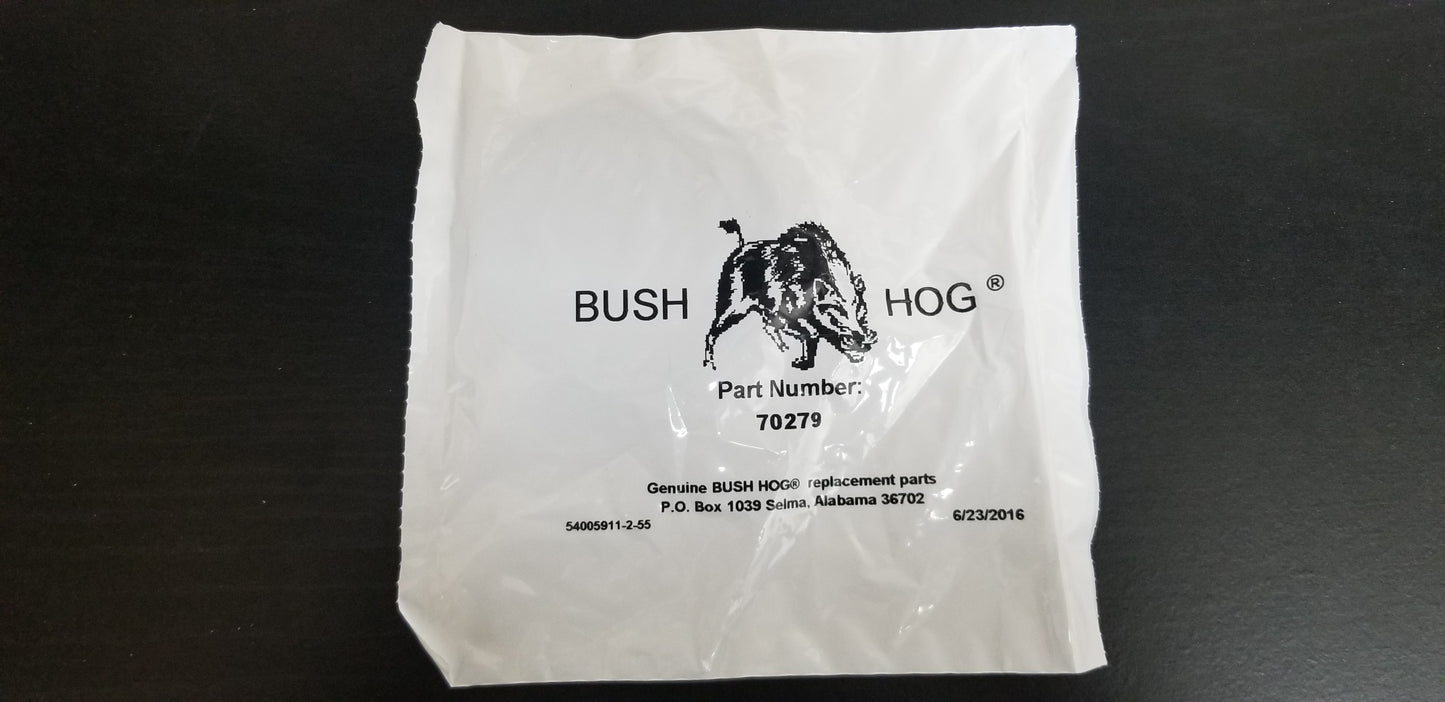 BUSH HOG ®
Part Number:
70279
Genuine BUSH HOG® replacement parts
P.O. Box 1039 Selma, Alabama 36702
54005911-2-55
6/23/2016